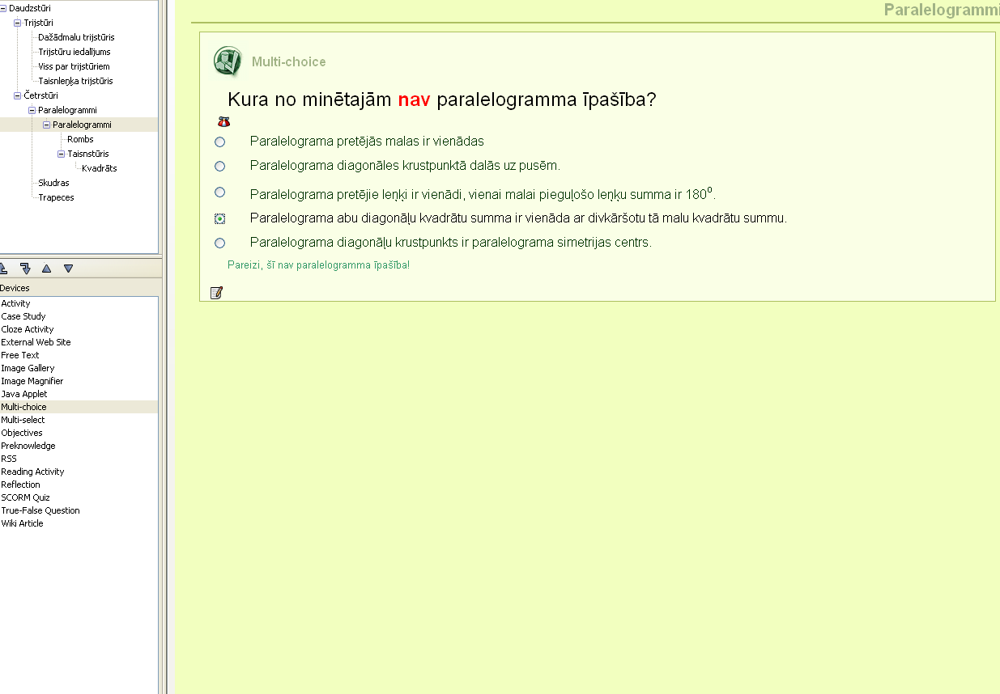 Daudzstūri
Trijstūri
Dažādmalu trijstūris
Trijstūru iedalījums
Viss par trijstūriem
Taisnleņķa trijstūris
Četrstūri
Paralelogrammi
Paralelogrammi
Rombs
Taisnstūris
Kvadrāts
Skudras
Trapeces
Devices
Activity
Case Study
Cloze Activity
External Web Site
Free Text
Image Gallery
Image Magnifier
Java Applet
Multi-choice
Multi-select
Objectives
Preknowledge
RSS
Reading Activity
Reflection
SCORM Quiz
True-False Question
Wiki Article
Paralelogrammi
Multi-choice
Kura no minētajām nav paralelogramma īpašība?
Paralelograma pretējās malas ir vienādas
Paralelograma diagonāles krustpunktā dalās uz pusēm.
Paralelograma pretējie leņķi ir vienādi, vienai malai pieguļošo leņķu summa ir 180⁰.
Paralelograma abu diagonāļu kvadrātu summa ir vienāda ar divkāršotu tā malu kvadrātu summu.
Paralelograma diagonāļu krustpunkts ir paralelograma simetrijas centrs.
Pareizi, šī nav paralelogramma īpašība!